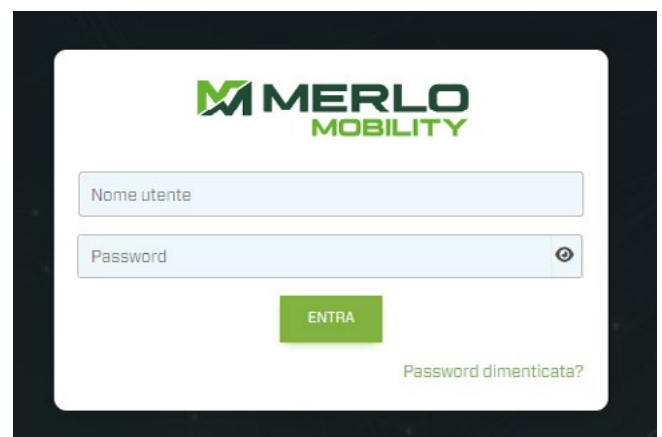 MERLO
MOBILITY
Nome utente
Password
ENTRA
Password dimenticata?